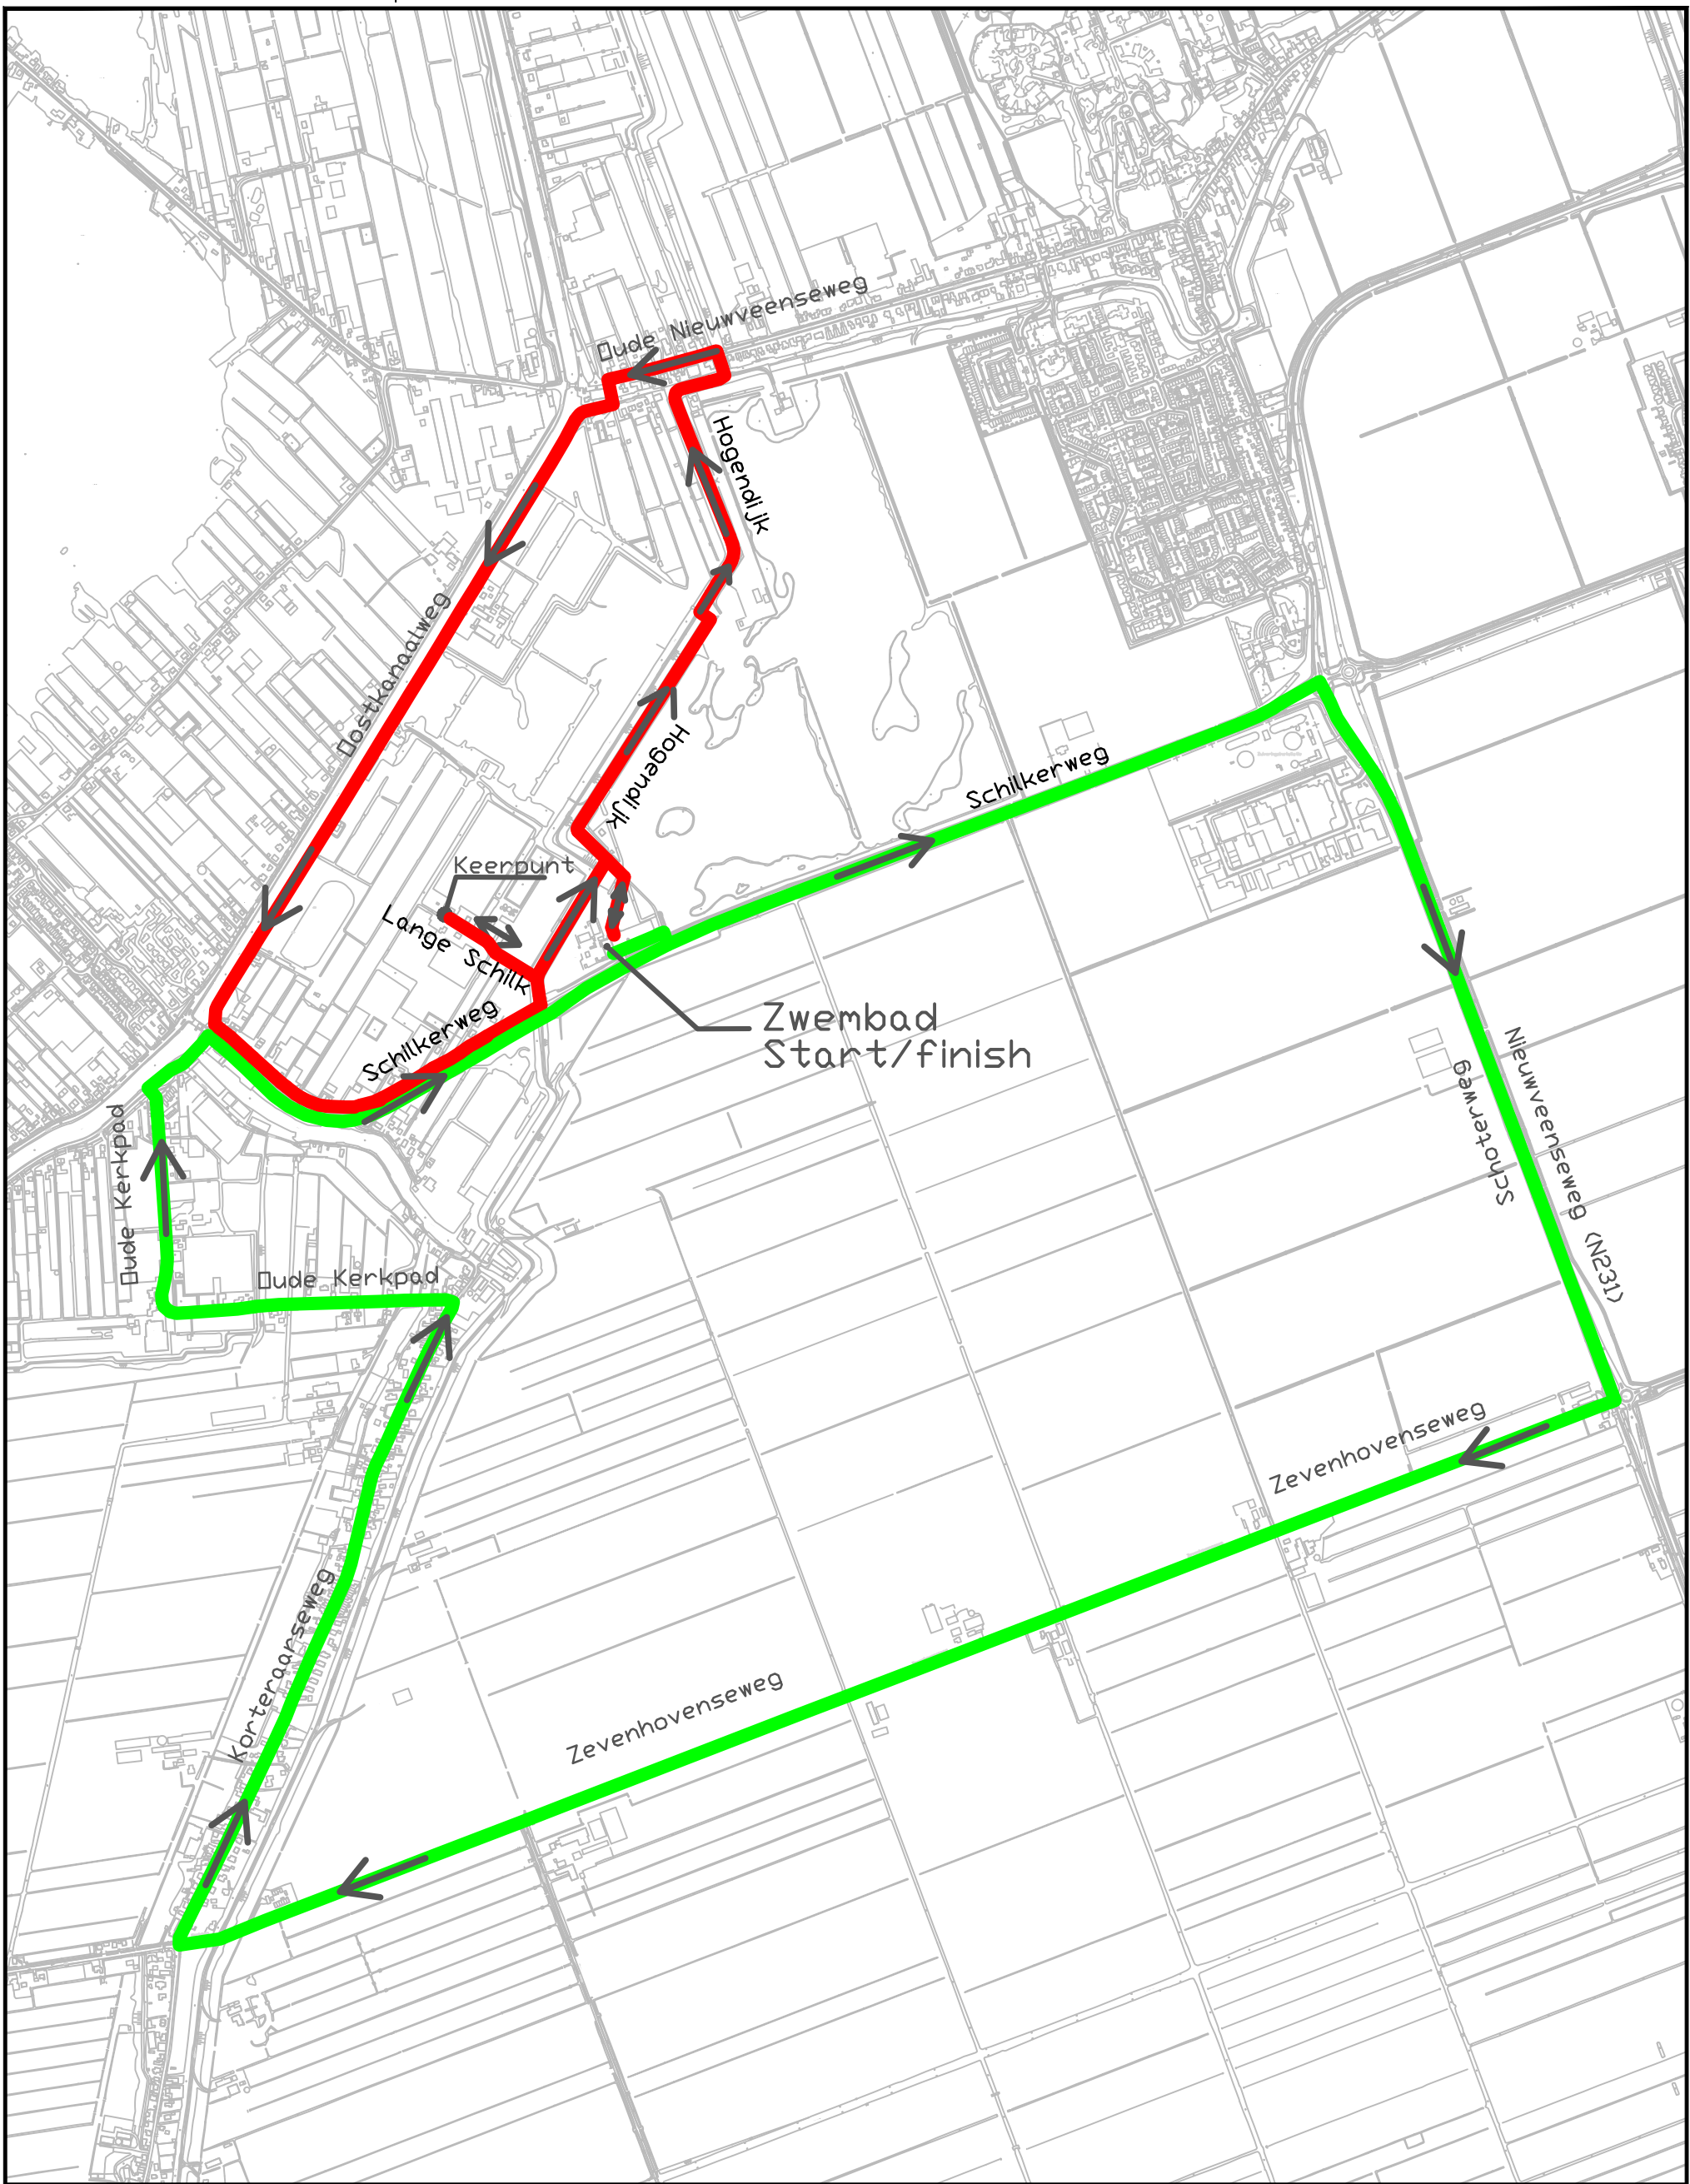 Oude Nieuwveenseweg
Hogendijk
Oostkanaalweg
Hogendijk
Schilkerweg
Keerpunt
Lange Schilk
Schilkerweg
Zwembad
Start/finish
Nieuwveenseweg (N231)
Schoterweg
Oude Kerkpad
Oude Kerkpad
Zevenhovenseweg
Korteraarseweg
Zevenhovenseweg